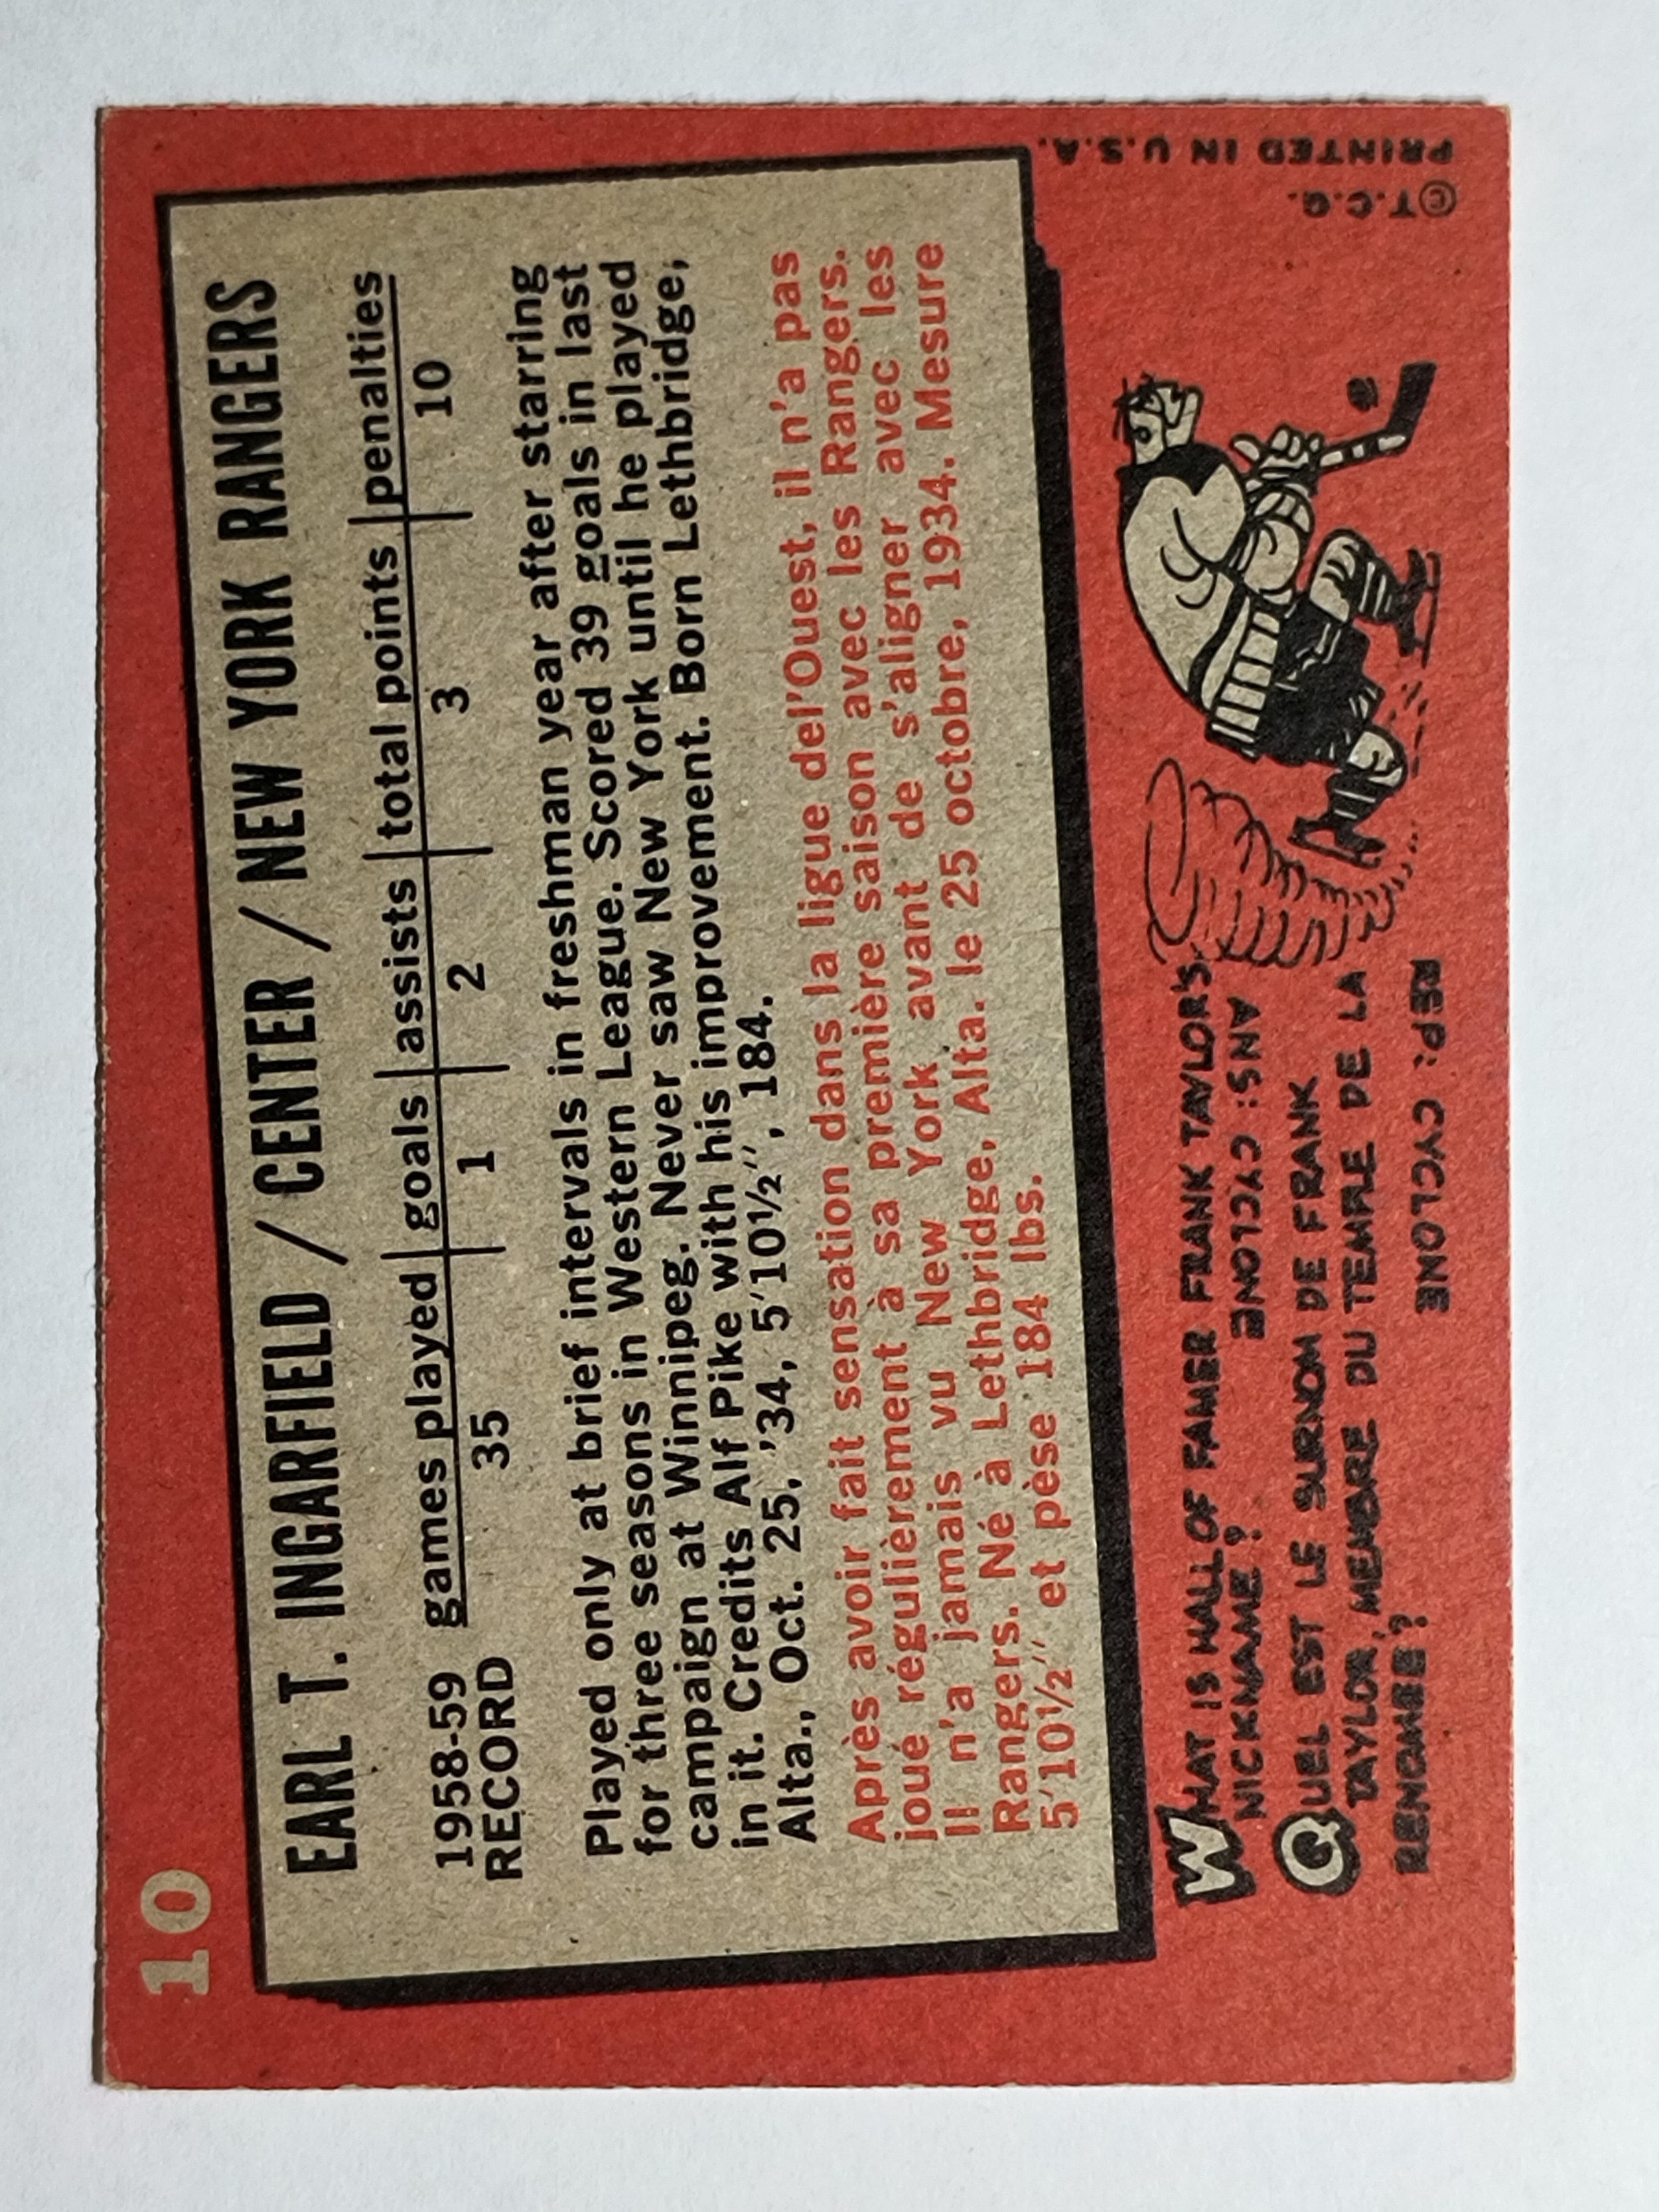 10
EARL T. INGARFIELD / CENTER / NEW YORK RANGERS
1958-59 RECORD
games played goals assists total points penalties
35 1 2 3 10
Played only at brief intervals in freshman year after starring
for three seasons in Western League. Scored 39 goals in last
campaign at Winnipeg. Never saw New York until he played
in it. Credits Alf Pike with his improvement. Born Lethbridge,
Alta., Oct. 25, '34, 5'10½'', 184.
Après avoir fait sensation dans la ligue del'Ouest, il n'a pas
joué régulièrement à sa première saison avec les Rangers.
Il n'a jamais vu New York avant de s'aligner avec les
Rangers. Né à Lethbridge, Alta. le 25 octobre, 1934. Mesure
5'10½'' et pèse 184 lbs.
WHAT IS HALL OF FAMER FRANK TAYLOR'S
NICKNAME?
ANS: CYCLONE
QUEL EST LE SURNOM DE FRANK
TAYLOR, MEMBRE DU TEMPLE DE LA
RENOMEE?
REP: CYCLONE
©T.C.G.
PRINTED IN U.S.A.